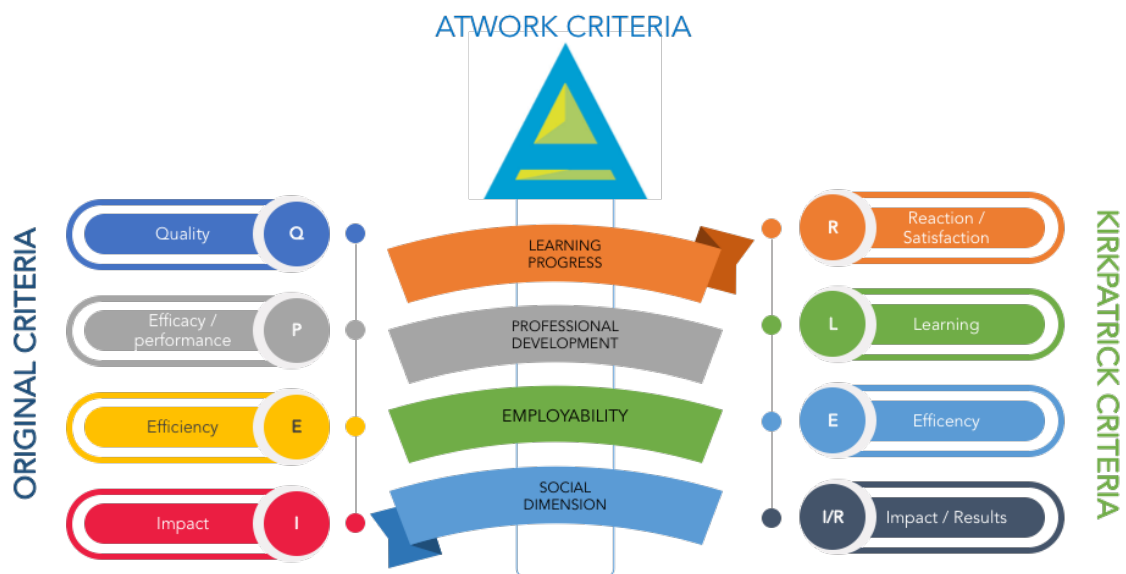 ATWORK CRITERIA
ORIGINAL CRITERIA
Quality
Q
Efficacy /
performance
P
Efficiency
E
Impact
I
LEARNING
PROGRESS
PROFESSIONAL
DEVELOPMENT
EMPLOYABILITY
SOCIAL
DIMENSION
R
Reaction /
Satisfaction
L
Learning
E
Efficency
I/R
Impact / Results
KIRKPATRICK CRITERIA